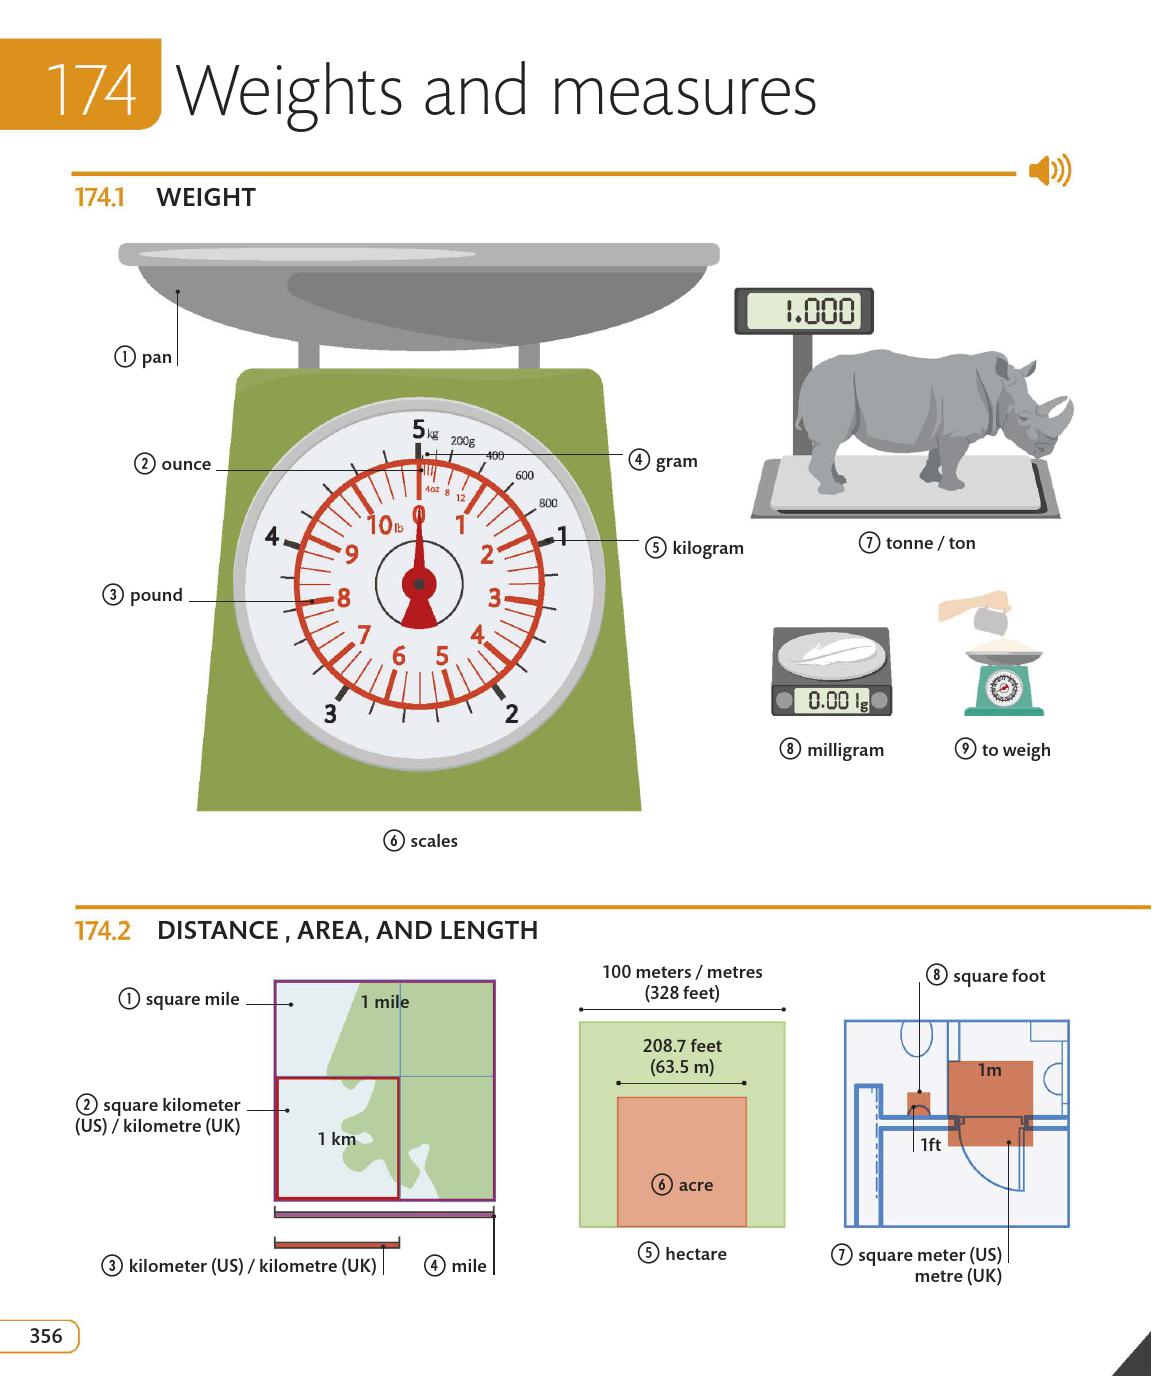 174 Weights and measures
174.1 WEIGHT
1 pan
2 ounce
3 pound
4 gram
5 kilogram
6 scales
5 kg
200g
400
600
800
1
2
3
4
4oz 8 12
0
1
2
3
4
5
6
7
8
9
10 lb
1.000
7 tonne / ton
0.001g
8 milligram
9 to weigh
174.2 DISTANCE , AREA, AND LENGTH
1 square mile
1 mile
2 square kilometer
(US) / kilometre (UK)
1 km
3 kilometer (US) / kilometre (UK)
4 mile
100 meters / metres
(328 feet)
208.7 feet
(63.5 m)
6 acre
5 hectare
8 square foot
1m
1ft
7 square meter (US)
metre (UK)
356